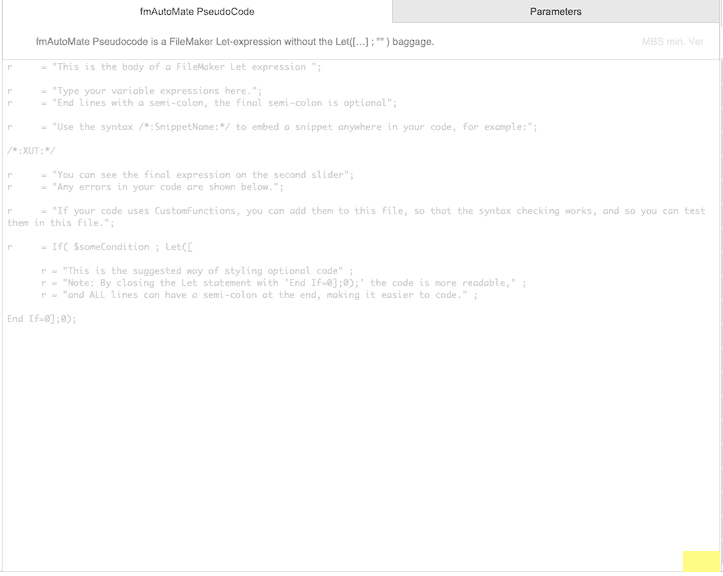 fmAutoMate PseudoCode
Parameters
fmAutoMate Pseudocode is a FileMaker Let-expression without the Let([...] ; "" ) baggage.
MBS min. Ver
r = "This is the body of a FileMaker Let expression ";
r = "Type your variable expressions here.";
r = "End lines with a semi-colon, the final semi-colon is optional";
r = "Use the syntax /*:SnippetName:*/ to embed a snippet anywhere in your code, for example:";
/*:XUT:*/
r = "You can see the final expression on the second slider";
r = "Any errors in your code are shown below.";
r = "If your code uses CustomFunctions, you can add them to this file, so that the syntax checking works, and so you can test
them in this file.";
r = If( $someCondition ; Let([
r = "This is the suggested way of styling optional code" ;
r = "Note: By closing the Let statement with 'End If=0];0);' the code is more readable," ;
r = "and ALL lines can have a semi-colon at the end, making it easier to code." ;
End If=0];0);